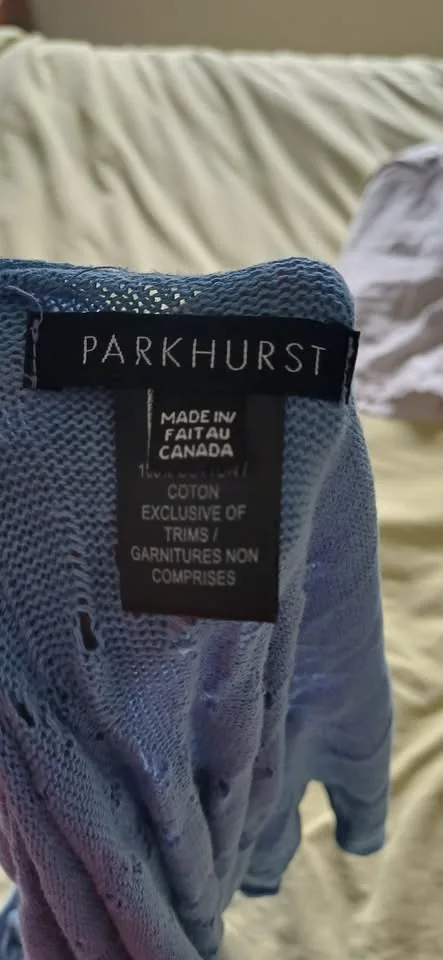 PARKHURST
MADE IN/
FAIT AU
CANADA
COTON
EXCLUSIVE OF
TRIMS /
GARNITURES NON
COMPRISES